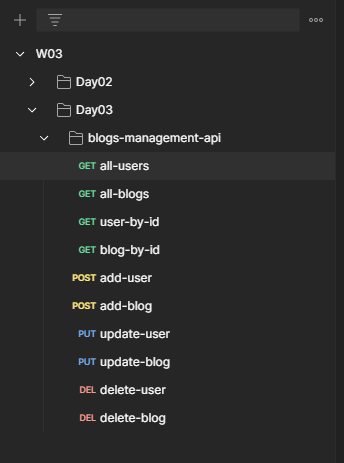 W03
Day02
Day03
blogs-management-api
GET all-users
GET all-blogs
GET user-by-id
GET blog-by-id
POST add-user
POST add-blog
PUT update-user
PUT update-blog
DEL delete-user
DEL delete-blog